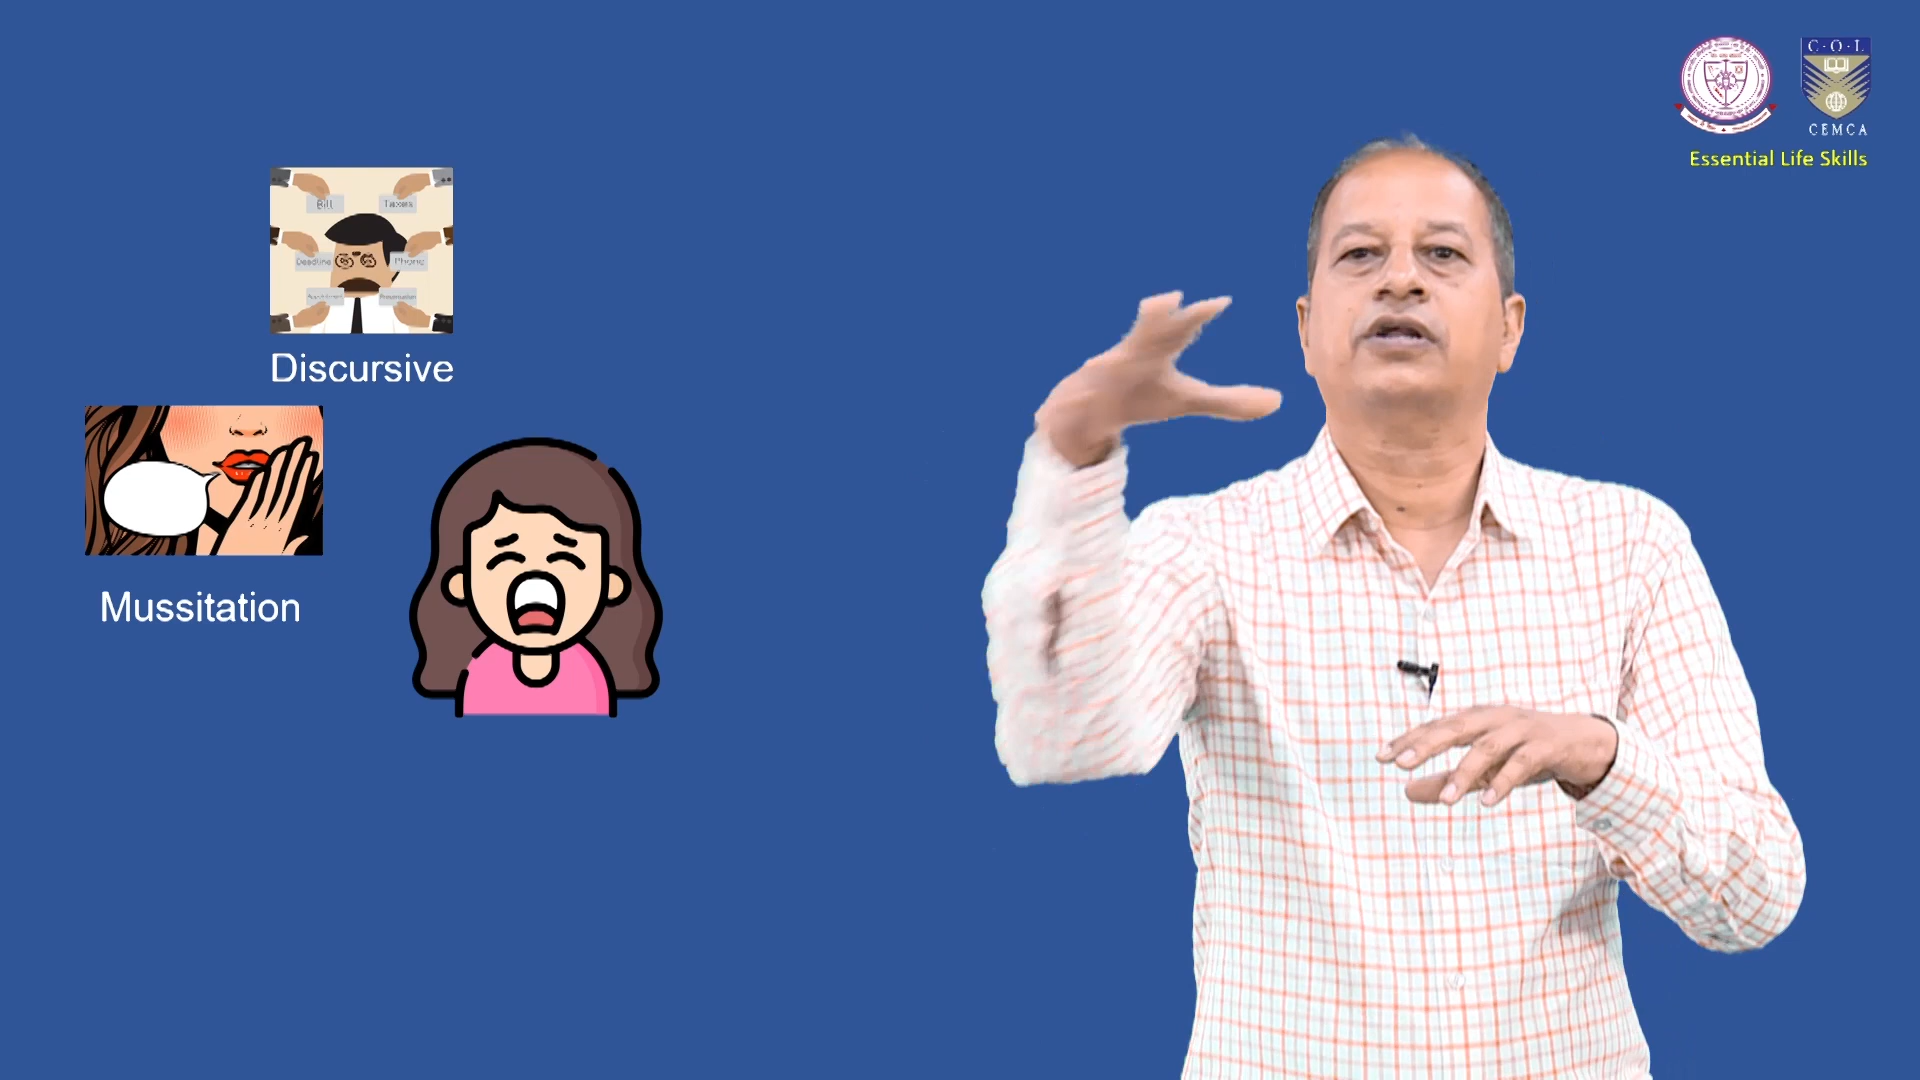 C·O·L
CEMCA
Essential Life Skills
Bill
Taxes
Deadline
Phone
Discursive
Mussitation